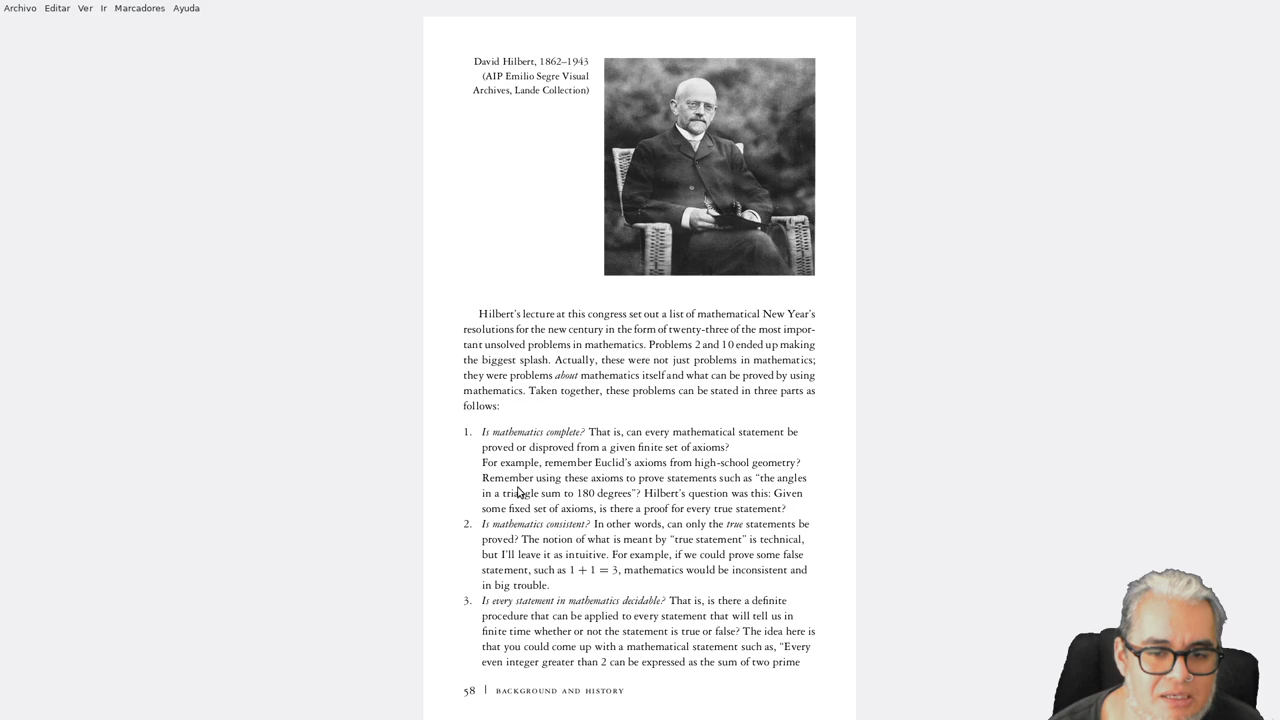 Archivo Editar Ver Ir Marcadores Ayuda
David Hilbert, 1862–1943
(AIP Emilio Segre Visual
Archives, Lande Collection)
Hilbert's lecture at this congress set out a list of mathematical New Year's
resolutions for the new century in the form of twenty-three of the most impor-
tant unsolved problems in mathematics. Problems 2 and 10 ended up making
the biggest splash. Actually, these were not just problems in mathematics;
they were problems about mathematics itself and what can be proved by using
mathematics. Taken together, these problems can be stated in three parts as
follows:
1. Is mathematics complete? That is, can every mathematical statement be
proved or disproved from a given finite set of axioms?
For example, remember Euclid's axioms from high-school geometry?
Remember using these axioms to prove statements such as "the angles
in a triangle sum to 180 degrees"? Hilbert's question was this: Given
some fixed set of axioms, is there a proof for every true statement?
2. Is mathematics consistent? In other words, can only the true statements be
proved? The notion of what is meant by "true statement" is technical,
but I'll leave it as intuitive. For example, if we could prove some false
statement, such as 1 + 1 = 3, mathematics would be inconsistent and
in big trouble.
3. Is every statement in mathematics decidable? That is, is there a definite
procedure that can be applied to every statement that will tell us in
finite time whether or not the statement is true or false? The idea here is
that you could come up with a mathematical statement such as, "Every
even integer greater than 2 can be expressed as the sum of two prime
58 | BACKGROUND AND HISTORY